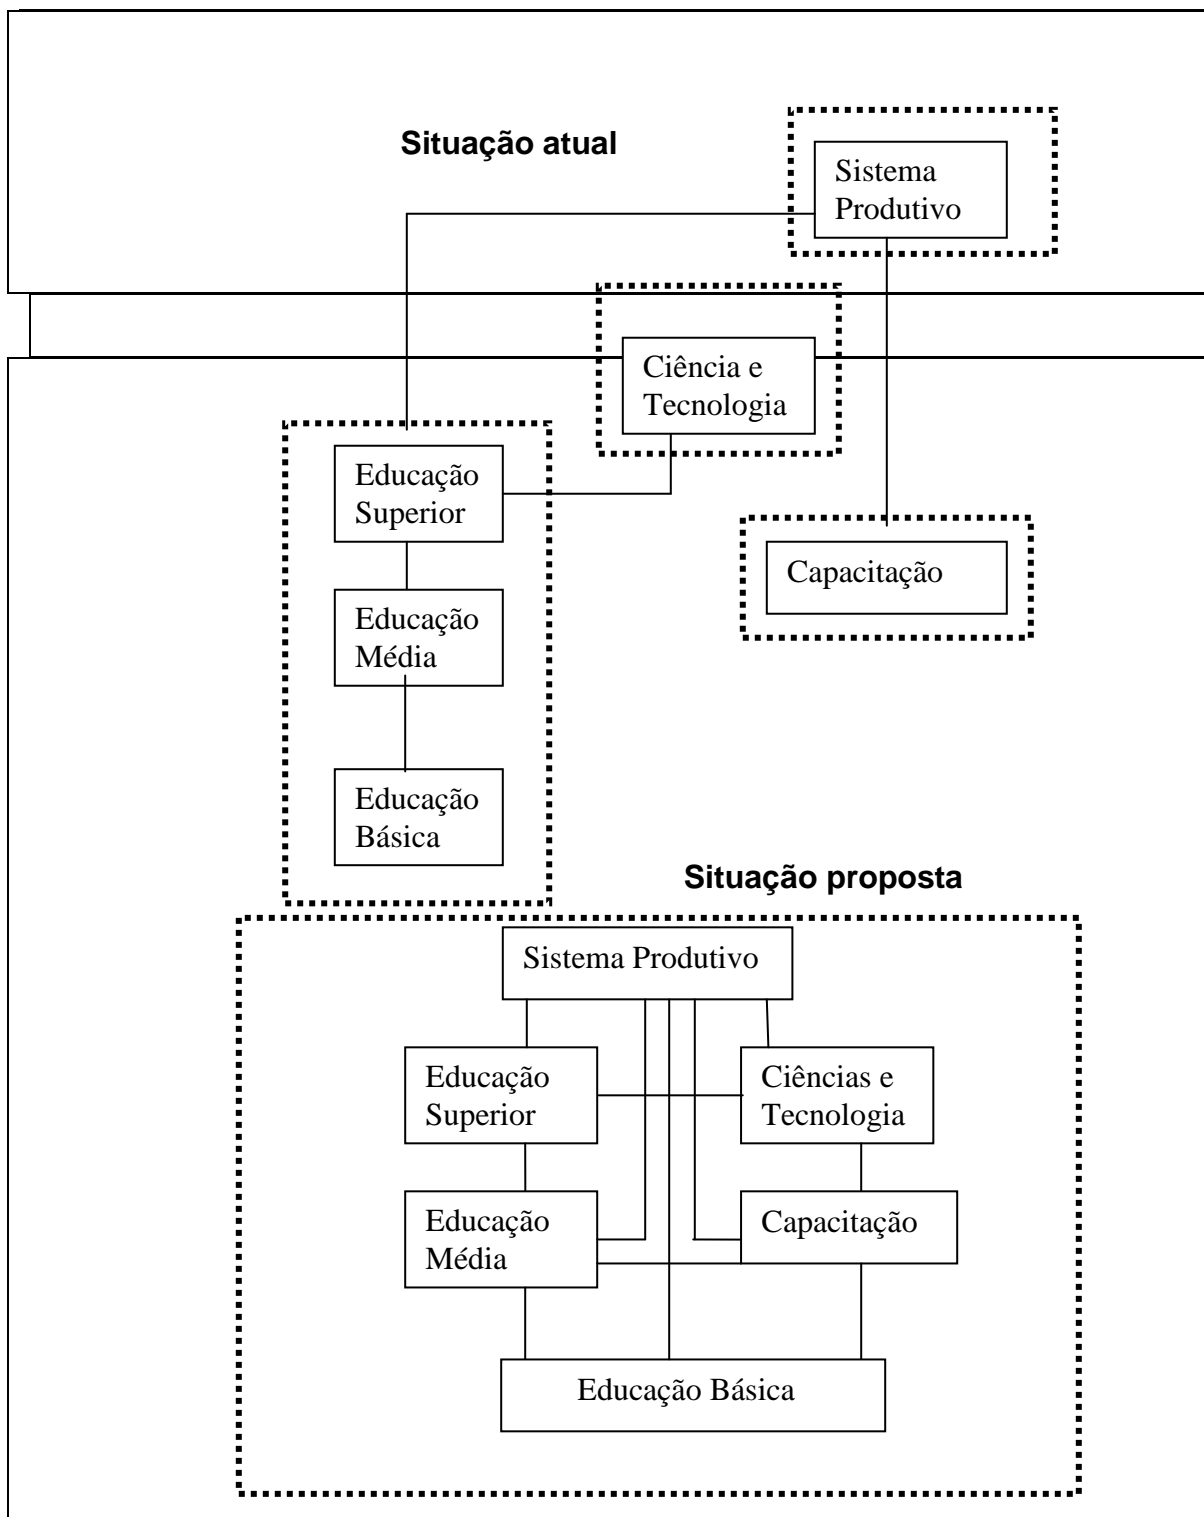 Situação atual
Sistema
Produtivo
Ciência e
Tecnologia
Educação
Superior
Capacitação
Educação
Média
Educação
Básica
Situação proposta
Sistema Produtivo
Educação
Superior
Ciências e
Tecnologia
Educação
Média
Capacitação
Educação Básica